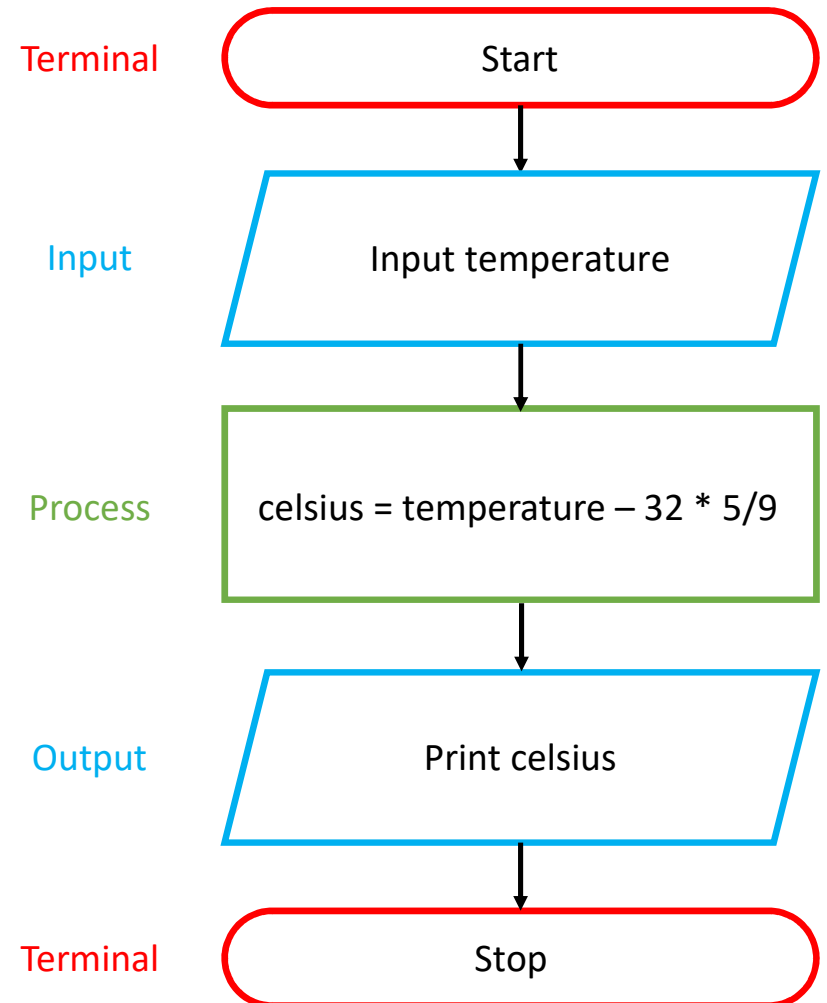 Terminal
Start
Input
Input temperature
Process
celsius = temperature – 32 * 5/9
Output
Print celsius
Terminal
Stop